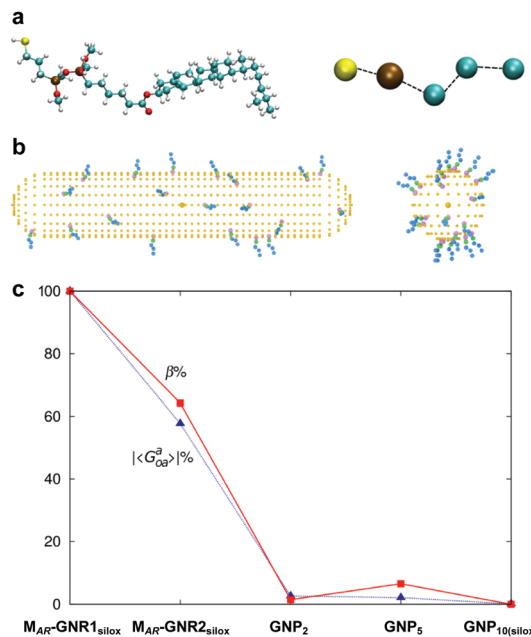 a
b
c
100
80
60
40
20
0
β%
|<G^a_oa>|%
M_AR-GNR1_silox M_AR-GNR2_silox GNP_2 GNP_5 GNP_10(silox)